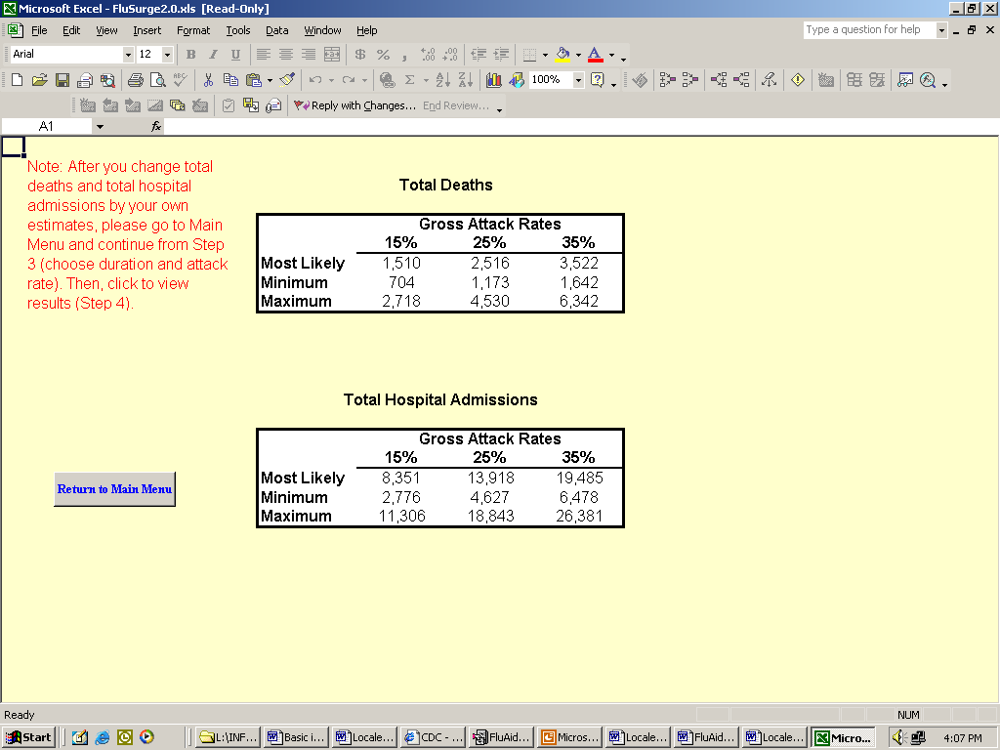 Microsoft Excel - FluSurge2.0.xls [Read-Only]
File Edit View Insert Format Tools Data Window Help
Type a question for help
Arial 12 B I U $ % ,
100%
Reply with Changes... End Review...
A1 fx
Note: After you change total
deaths and total hospital
admissions by your own
estimates, please go to Main
Menu and continue from Step
3 (choose duration and attack
rate). Then, click to view
results (Step 4).
Total Deaths
Gross Attack Rates
15% 25% 35%
Most Likely 1,510 2,516 3,522
Minimum 704 1,173 1,642
Maximum 2,718 4,530 6,342
Total Hospital Admissions
Gross Attack Rates
15% 25% 35%
Most Likely 8,351 13,918 19,485
Minimum 2,776 4,627 6,478
Maximum 11,306 18,843 26,381
Return to Main Menu
Ready NUM
Start L:\INF... Basic i... Locale... CDC - ... FluAid... Micros... Locale... FluAid... Locale... Micro... 4:07 PM